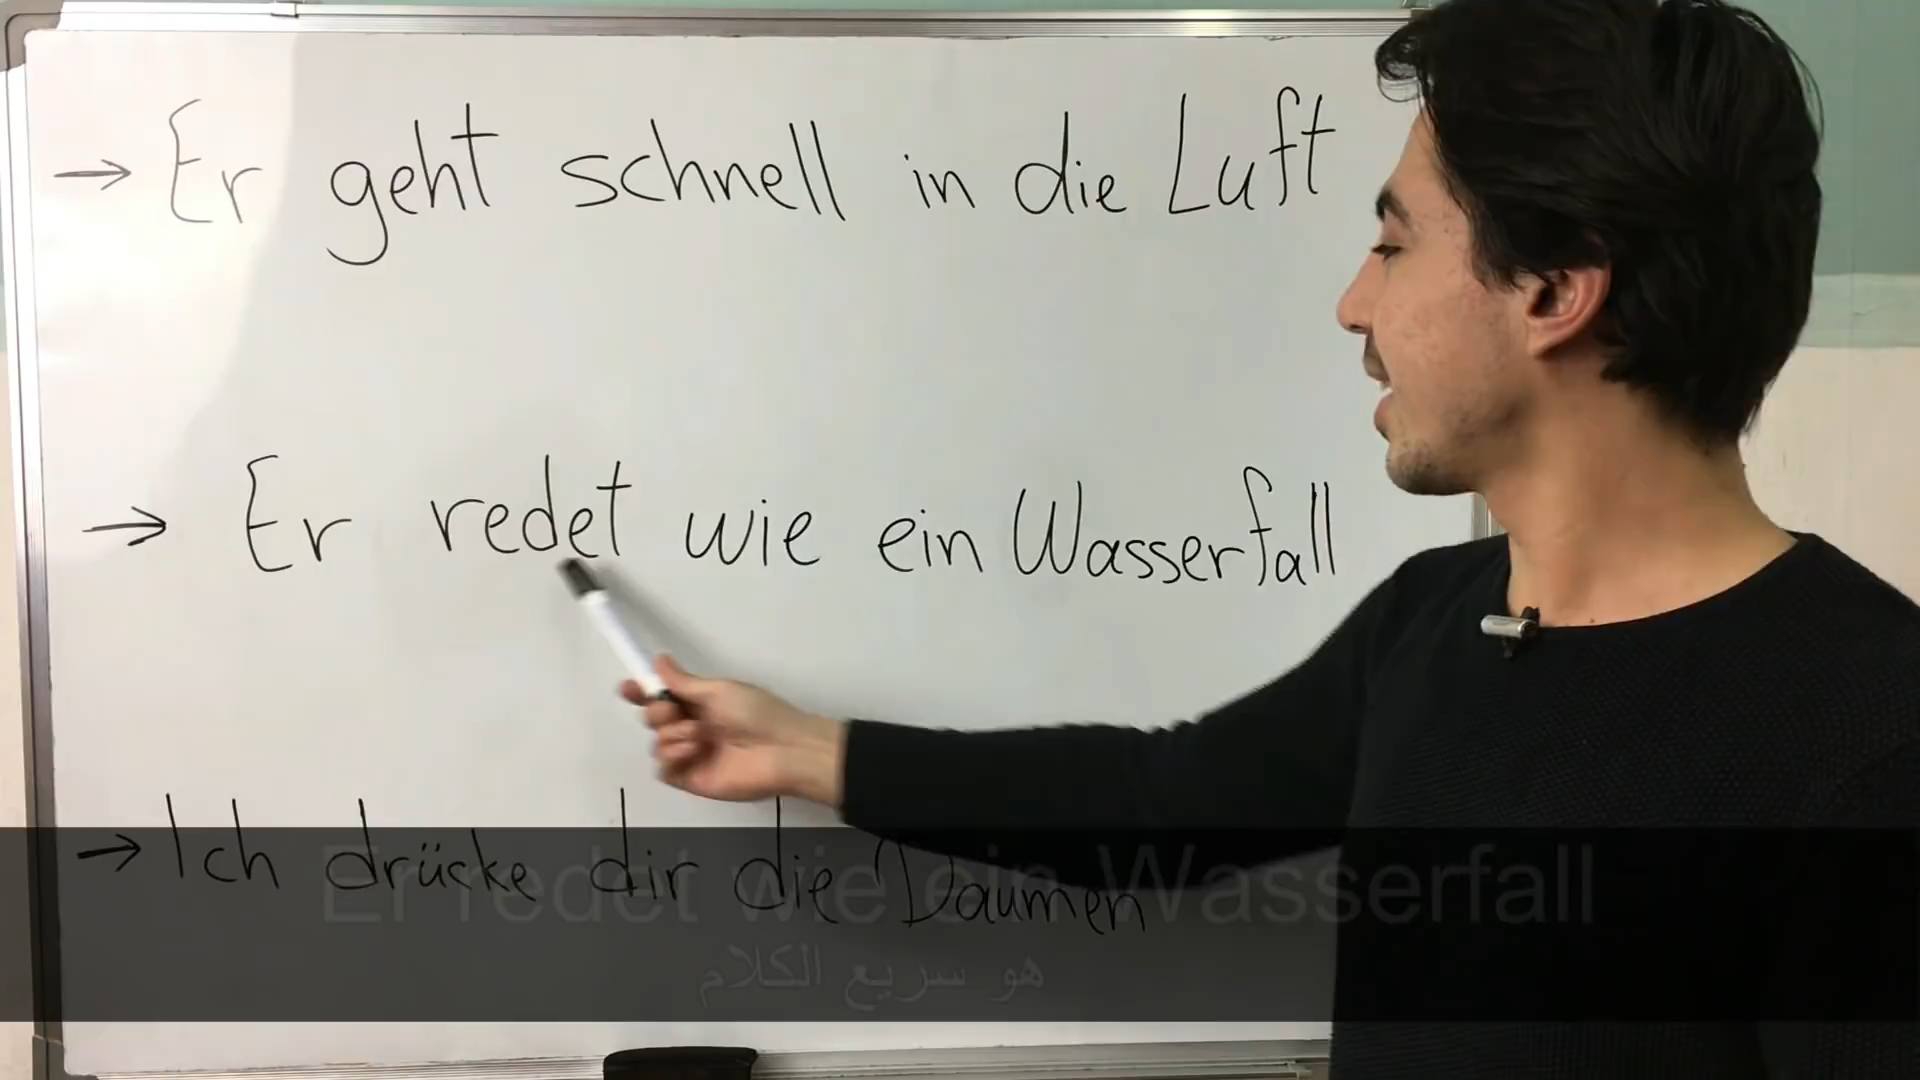 → Er geht schnell in die Luft
→ Er redet wie ein Wasserfall
→ Ich drücke dir die Daumen
Er redet wie ein Wasserfall
هو سريع الكلام